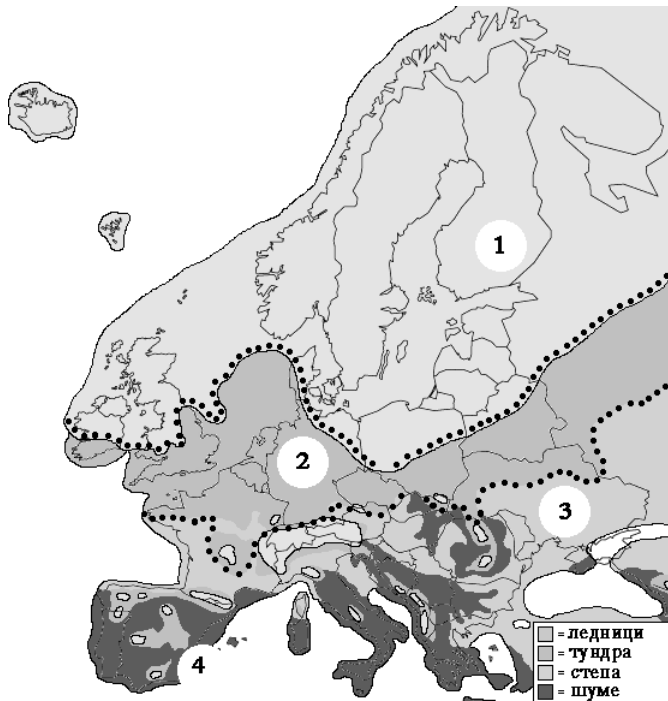 1
2
3
4
= ледници
= тундра
= степа
= шуме